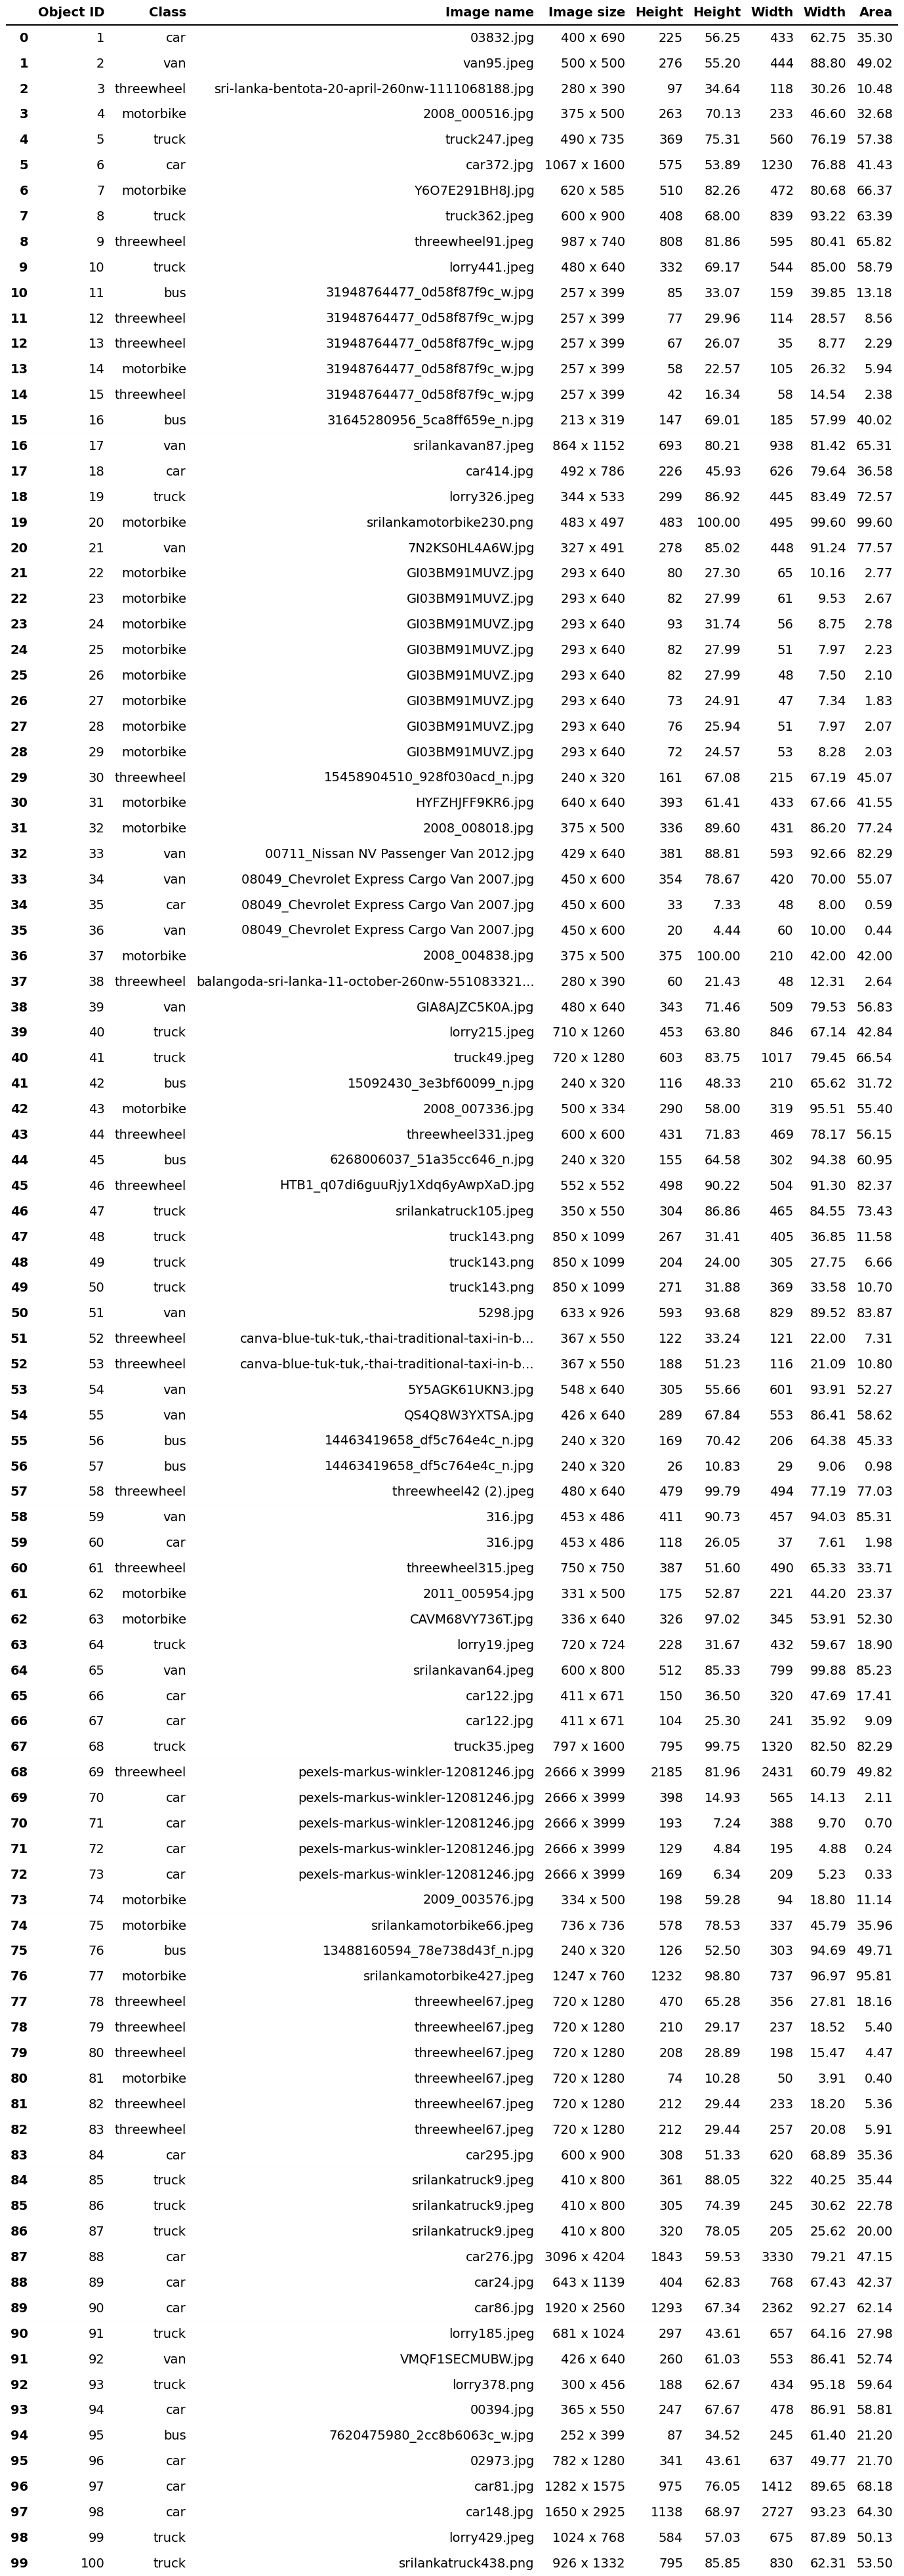 Object ID Class Image name Image size Height Height Width Width Area
0 1 car 03832.jpg 400 x 690 225 56.25 433 62.75 35.30
1 2 van van95.jpeg 500 x 500 276 55.20 444 88.80 49.02
2 3 threewheel sri-lanka-bentota-20-april-260nw-1111068188.jpg 280 x 390 97 34.64 118 30.26 10.48
3 4 motorbike 2008_000516.jpg 375 x 500 263 70.13 233 46.60 32.68
4 5 truck truck247.jpeg 490 x 735 369 75.31 560 76.19 57.38
5 6 car car372.jpg 1067 x 1600 575 53.89 1230 76.88 41.43
6 7 motorbike Y6O7E291BH8J.jpg 620 x 585 510 82.26 472 80.68 66.37
7 8 truck truck362.jpeg 600 x 900 408 68.00 839 93.22 63.39
8 9 threewheel threewheel91.jpeg 987 x 740 808 81.86 595 80.41 65.82
9 10 truck lorry441.jpeg 480 x 640 332 69.17 544 85.00 58.79
10 11 bus 31948764477_0d58f87f9c_w.jpg 257 x 399 85 33.07 159 39.85 13.18
11 12 threewheel 31948764477_0d58f87f9c_w.jpg 257 x 399 77 29.96 114 28.57 8.56
12 13 threewheel 31948764477_0d58f87f9c_w.jpg 257 x 399 67 26.07 35 8.77 2.29
13 14 motorbike 31948764477_0d58f87f9c_w.jpg 257 x 399 58 22.57 105 26.32 5.94
14 15 threewheel 31948764477_0d58f87f9c_w.jpg 257 x 399 42 16.34 58 14.54 2.38
15 16 bus 31645280956_5ca8ff659e_n.jpg 213 x 319 147 69.01 185 57.99 40.02
16 17 van srilankavan87.jpeg 864 x 1152 693 80.21 938 81.42 65.31
17 18 car car414.jpg 492 x 786 226 45.93 626 79.64 36.58
18 19 truck lorry326.jpeg 344 x 533 299 86.92 445 83.49 72.57
19 20 motorbike srilankamotorbike230.png 483 x 497 483 100.00 495 99.60 99.60
20 21 van 7N2KS0HL4A6W.jpg 327 x 491 278 85.02 448 91.24 77.57
21 22 motorbike GI03BM91MUVZ.jpg 293 x 640 80 27.30 65 10.16 2.77
22 23 motorbike GI03BM91MUVZ.jpg 293 x 640 82 27.99 61 9.53 2.67
23 24 motorbike GI03BM91MUVZ.jpg 293 x 640 93 31.74 56 8.75 2.78
24 25 motorbike GI03BM91MUVZ.jpg 293 x 640 82 27.99 51 7.97 2.23
25 26 motorbike GI03BM91MUVZ.jpg 293 x 640 82 27.99 48 7.50 2.10
26 27 motorbike GI03BM91MUVZ.jpg 293 x 640 73 24.91 47 7.34 1.83
27 28 motorbike GI03BM91MUVZ.jpg 293 x 640 76 25.94 51 7.97 2.07
28 29 motorbike GI03BM91MUVZ.jpg 293 x 640 72 24.57 53 8.28 2.03
29 30 threewheel 15458904510_928f030acd_n.jpg 240 x 320 161 67.08 215 67.19 45.07
30 31 motorbike HYFZHJFF9KR6.jpg 640 x 640 393 61.41 433 67.66 41.55
31 32 motorbike 2008_008018.jpg 375 x 500 336 89.60 431 86.20 77.24
32 33 van 00711_Nissan NV Passenger Van 2012.jpg 429 x 640 381 88.81 593 92.66 82.29
33 34 van 08049_Chevrolet Express Cargo Van 2007.jpg 450 x 600 354 78.67 420 70.00 55.07
34 35 car 08049_Chevrolet Express Cargo Van 2007.jpg 450 x 600 33 7.33 48 8.00 0.59
35 36 van 08049_Chevrolet Express Cargo Van 2007.jpg 450 x 600 20 4.44 60 10.00 0.44
36 37 motorbike 2008_004838.jpg 375 x 500 375 100.00 210 42.00 42.00
37 38 threewheel balangoda-sri-lanka-11-october-260nw-551083321... 280 x 390 60 21.43 48 12.31 2.64
38 39 van GIA8AJZC5K0A.jpg 480 x 640 343 71.46 509 79.53 56.83
39 40 truck lorry215.jpeg 710 x 1260 453 63.80 846 67.14 42.84
40 41 truck truck49.jpeg 720 x 1280 603 83.75 1017 79.45 66.54
41 42 bus 15092430_3e3bf60099_n.jpg 240 x 320 116 48.33 210 65.62 31.72
42 43 motorbike 2008_007336.jpg 500 x 334 290 58.00 319 95.51 55.40
43 44 threewheel threewheel331.jpeg 600 x 600 431 71.83 469 78.17 56.15
44 45 bus 6268006037_51a35cc646_n.jpg 240 x 320 155 64.58 302 94.38 60.95
45 46 threewheel HTB1_q07di6guuRjy1Xdq6yAwpXaD.jpg 552 x 552 498 90.22 504 91.30 82.37
46 47 truck srilankatruck105.jpeg 350 x 550 304 86.86 465 84.55 73.43
47 48 truck truck143.png 850 x 1099 267 31.41 405 36.85 11.58
48 49 truck truck143.png 850 x 1099 204 24.00 305 27.75 6.66
49 50 truck truck143.png 850 x 1099 271 31.88 369 33.58 10.70
50 51 van 5298.jpg 633 x 926 593 93.68 829 89.52 83.87
51 52 threewheel canva-blue-tuk-tuk,-thai-traditional-taxi-in-b... 367 x 550 122 33.24 121 22.00 7.31
52 53 threewheel canva-blue-tuk-tuk,-thai-traditional-taxi-in-b... 367 x 550 188 51.23 116 21.09 10.80
53 54 van 5Y5AGK61UKN3.jpg 548 x 640 305 55.66 601 93.91 52.27
54 55 van QS4Q8W3YXTSA.jpg 426 x 640 289 67.84 553 86.41 58.62
55 56 bus 14463419658_df5c764e4c_n.jpg 240 x 320 169 70.42 206 64.38 45.33
56 57 bus 14463419658_df5c764e4c_n.jpg 240 x 320 26 10.83 29 9.06 0.98
57 58 threewheel threewheel42 (2).jpeg 480 x 640 479 99.79 494 77.19 77.03
58 59 van 316.jpg 453 x 486 411 90.73 457 94.03 85.31
59 60 car 316.jpg 453 x 486 118 26.05 37 7.61 1.98
60 61 threewheel threewheel315.jpeg 750 x 750 387 51.60 490 65.33 33.71
61 62 motorbike 2011_005954.jpg 331 x 500 175 52.87 221 44.20 23.37
62 63 motorbike CAVM68VY736T.jpg 336 x 640 326 97.02 345 53.91 52.30
63 64 truck lorry19.jpeg 720 x 724 228 31.67 432 59.67 18.90
64 65 van srilankavan64.jpeg 600 x 800 512 85.33 799 99.88 85.23
65 66 car car122.jpg 411 x 671 150 36.50 320 47.69 17.41
66 67 car car122.jpg 411 x 671 104 25.30 241 35.92 9.09
67 68 truck truck35.jpeg 797 x 1600 795 99.75 1320 82.50 82.29
68 69 threewheel pexels-markus-winkler-12081246.jpg 2666 x 3999 2185 81.96 2431 60.79 49.82
69 70 car pexels-markus-winkler-12081246.jpg 2666 x 3999 398 14.93 565 14.13 2.11
70 71 car pexels-markus-winkler-12081246.jpg 2666 x 3999 193 7.24 388 9.70 0.70
71 72 car pexels-markus-winkler-12081246.jpg 2666 x 3999 129 4.84 195 4.88 0.24
72 73 car pexels-markus-winkler-12081246.jpg 2666 x 3999 169 6.34 209 5.23 0.33
73 74 motorbike 2009_003576.jpg 334 x 500 198 59.28 94 18.80 11.14
74 75 motorbike srilankamotorbike66.jpeg 736 x 736 578 78.53 337 45.79 35.96
75 76 bus 13488160594_78e738d43f_n.jpg 240 x 320 126 52.50 303 94.69 49.71
76 77 motorbike srilankamotorbike427.jpeg 1247 x 760 1232 98.80 737 96.97 95.81
77 78 threewheel threewheel67.jpeg 720 x 1280 470 65.28 356 27.81 18.16
78 79 threewheel threewheel67.jpeg 720 x 1280 210 29.17 237 18.52 5.40
79 80 threewheel threewheel67.jpeg 720 x 1280 208 28.89 198 15.47 4.47
80 81 motorbike threewheel67.jpeg 720 x 1280 74 10.28 50 3.91 0.40
81 82 threewheel threewheel67.jpeg 720 x 1280 212 29.44 233 18.20 5.36
82 83 threewheel threewheel67.jpeg 720 x 1280 212 29.44 257 20.08 5.91
83 84 car car295.jpg 600 x 900 308 51.33 620 68.89 35.36
84 85 truck srilankatruck9.jpeg 410 x 800 361 88.05 322 40.25 35.44
85 86 truck srilankatruck9.jpeg 410 x 800 305 74.39 245 30.62 22.78
86 87 truck srilankatruck9.jpeg 410 x 800 320 78.05 205 25.62 20.00
87 88 car car276.jpg 3096 x 4204 1843 59.53 3330 79.21 47.15
88 89 car car24.jpg 643 x 1139 404 62.83 768 67.43 42.37
89 90 car car86.jpg 1920 x 2560 1293 67.34 2362 92.27 62.14
90 91 truck lorry185.jpeg 681 x 1024 297 43.61 657 64.16 27.98
91 92 van VMQF1SECMUBW.jpg 426 x 640 260 61.03 553 86.41 52.74
92 93 truck lorry378.png 300 x 456 188 62.67 434 95.18 59.64
93 94 car 00394.jpg 365 x 550 247 67.67 478 86.91 58.81
94 95 bus 7620475980_2cc8b6063c_w.jpg 252 x 399 87 34.52 245 61.40 21.20
95 96 car 02973.jpg 782 x 1280 341 43.61 637 49.77 21.70
96 97 car car81.jpg 1282 x 1575 975 76.05 1412 89.65 68.18
97 98 car car148.jpg 1650 x 2925 1138 68.97 2727 93.23 64.30
98 99 truck lorry429.jpeg 1024 x 768 584 57.03 675 87.89 50.13
99 100 truck srilankatruck438.png 926 x 1332 795 85.85 830 62.31 53.50